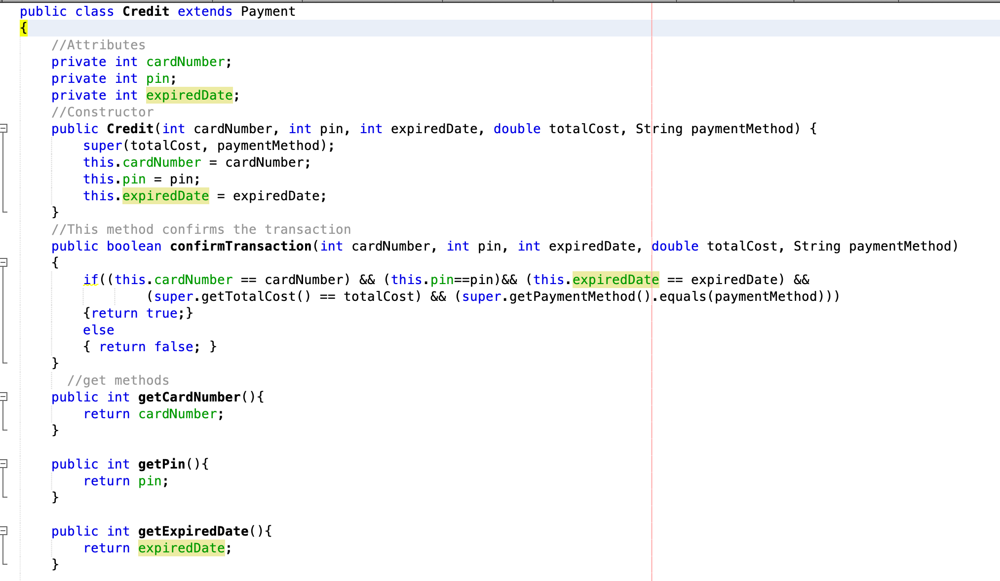 public class Credit extends Payment
{
    //Attributes
    private int cardNumber;
    private int pin;
    private int expiredDate;
    //Constructor
    public Credit(int cardNumber, int pin, int expiredDate, double totalCost, String paymentMethod) {
        super(totalCost, paymentMethod);
        this.cardNumber = cardNumber;
        this.pin = pin;
        this.expiredDate = expiredDate;
    }
    //This method confirms the transaction
    public boolean confirmTransaction(int cardNumber, int pin, int expiredDate, double totalCost, String paymentMethod)
    {
        if((this.cardNumber == cardNumber) && (this.pin==pin)&& (this.expiredDate == expiredDate) &&
                (super.getTotalCost() == totalCost) && (super.getPaymentMethod().equals(paymentMethod)))
        {return true;}
        else
        { return false; }
    }
      //get methods
    public int getCardNumber(){
        return cardNumber;
    }

    public int getPin(){
        return pin;
    }

    public int getExpiredDate(){
        return expiredDate;
    }